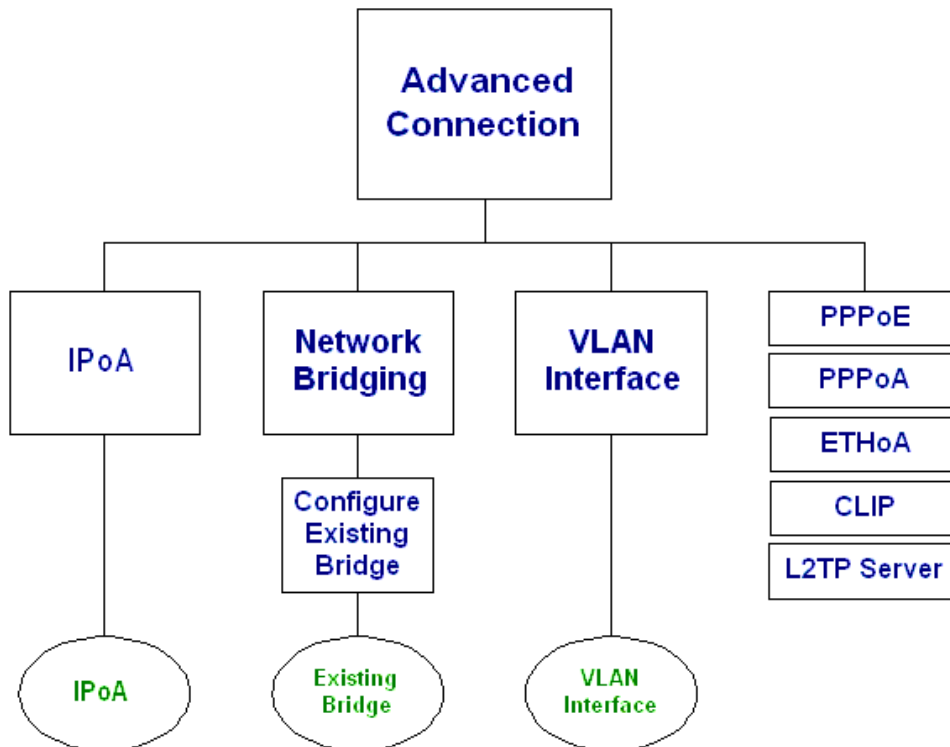 Advanced
Connection
IPoA
Network
Bridging
VLAN
Interface
PPPoE
PPPoA
ETHoA
CLIP
L2TP Server
Configure
Existing
Bridge
IPoA
Existing
Bridge
VLAN
Interface